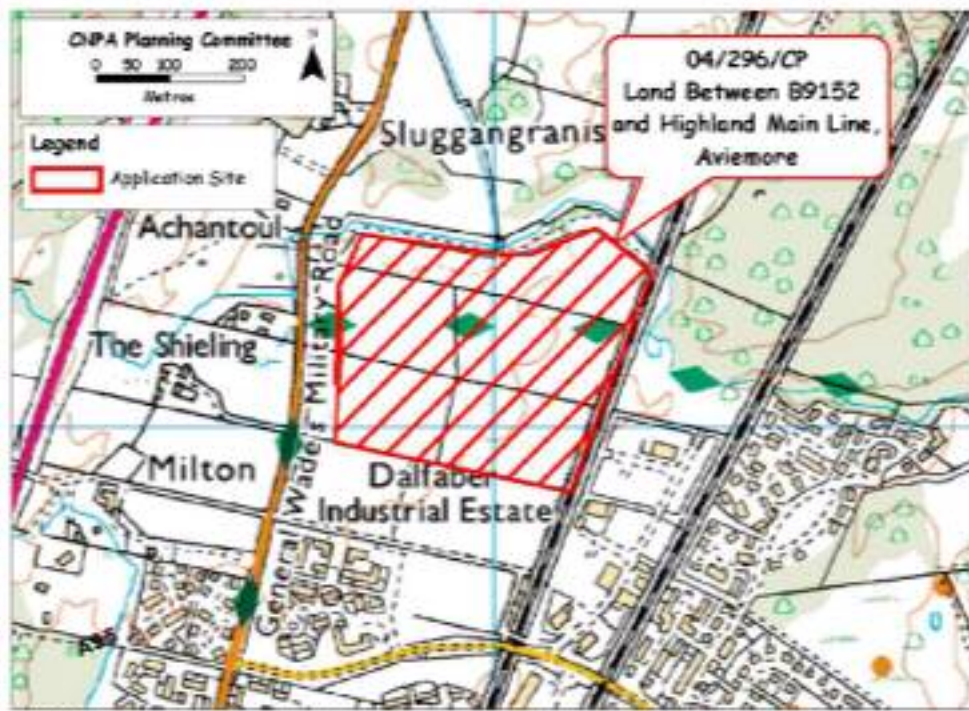 CNPA Planning Committee
0 50 100 200
Metres
N
Legend
Application Site
04/296/CP
Land Between B9152
and Highland Main Line,
Aviemore
Sluggangranis
Achantoul
The Shieling
Milton
General Wade's Military Road
Dalfaber
Industrial Estate
A95